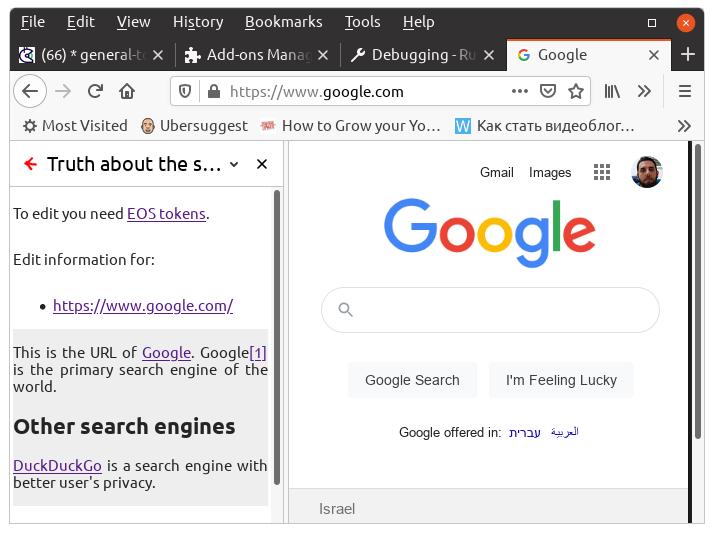 File Edit View History Bookmarks Tools Help
(66) * general-to Add-ons Manag Debugging - Ru Google
https://www.google.com
Most Visited Ubersuggest How to Grow your Yo… Как стать видеоблог…
Truth about the s…
To edit you need EOS tokens.
Edit information for:
• https://www.google.com/
This is the URL of Google. Google[1]
is the primary search engine of the
world.
Other search engines
DuckDuckGo is a search engine with
better user's privacy.
Gmail Images
Google
Google Search I'm Feeling Lucky
Google offered in: עברית العربية
Israel